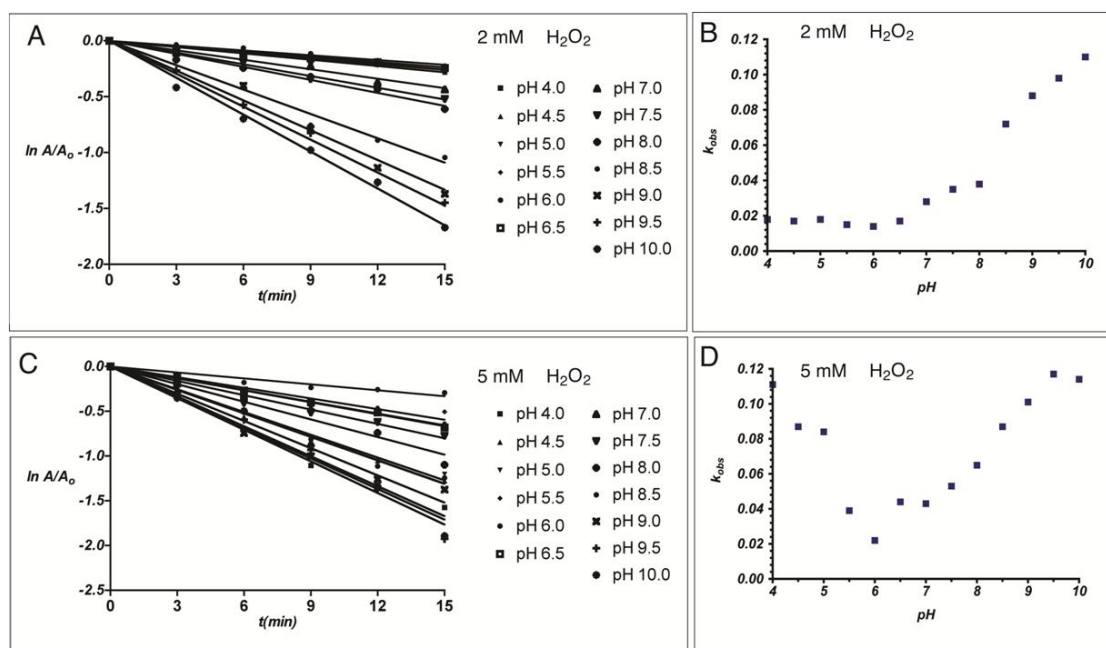 A
2 mM H₂O₂
ln A/Aₒ
0.0
-0.5
-1.0
-1.5
-2.0
0 3 6 9 12 15
t(min)
pH 4.0 pH 7.0
pH 4.5 pH 7.5
pH 5.0 pH 8.0
pH 5.5 pH 8.5
pH 6.0 pH 9.0
pH 6.5 pH 9.5
pH 10.0
B
2 mM H₂O₂
k_obs
0.12
0.10
0.08
0.06
0.04
0.02
0.00
4 5 6 7 8 9 10
pH
C
5 mM H₂O₂
ln A/Aₒ
0.0
-0.5
-1.0
-1.5
-2.0
-2.5
0 3 6 9 12 15
t(min)
pH 4.0 pH 7.0
pH 4.5 pH 7.5
pH 5.0 pH 8.0
pH 5.5 pH 8.5
pH 6.0 pH 9.0
pH 6.5 pH 9.5
pH 10.0
D
5 mM H₂O₂
k_obs
0.12
0.10
0.08
0.06
0.04
0.02
0.00
4 5 6 7 8 9 10
pH